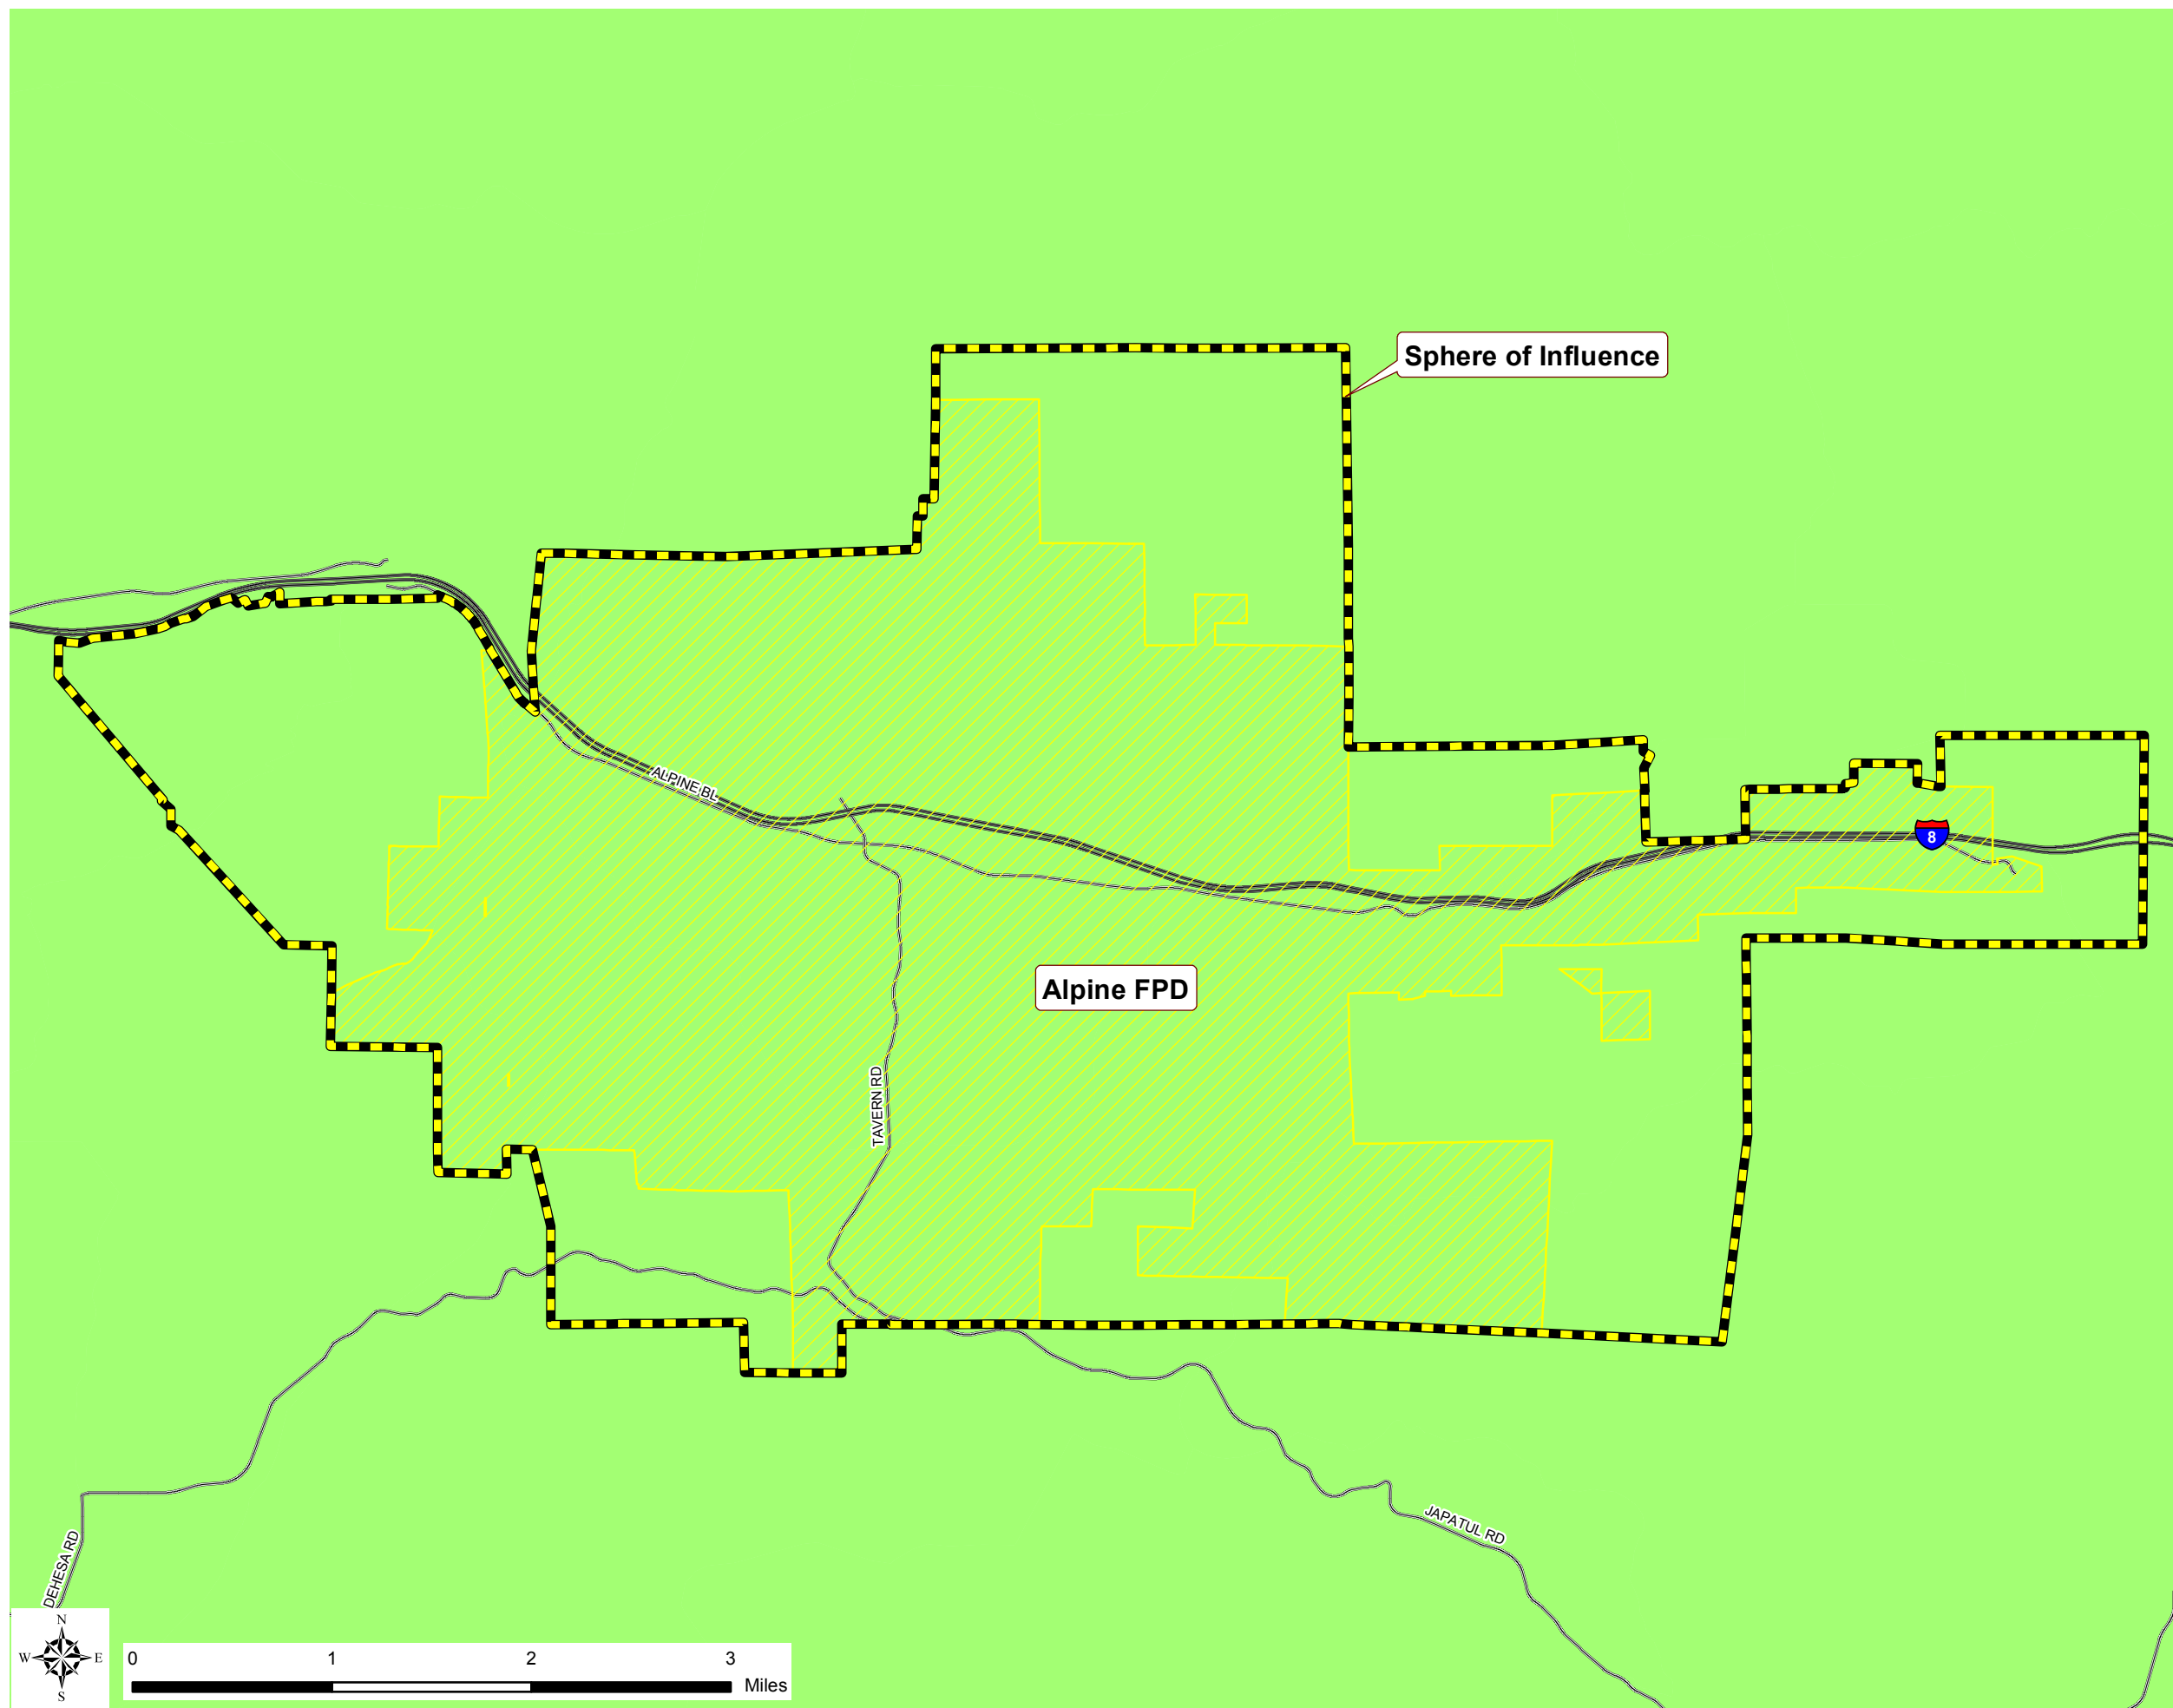 Sphere of Influence
ALPINE BL
8
Alpine FPD
TAVERN RD
JAPATUL RD
DEHESA RD
N
W E
S
0 1 2 3
Miles